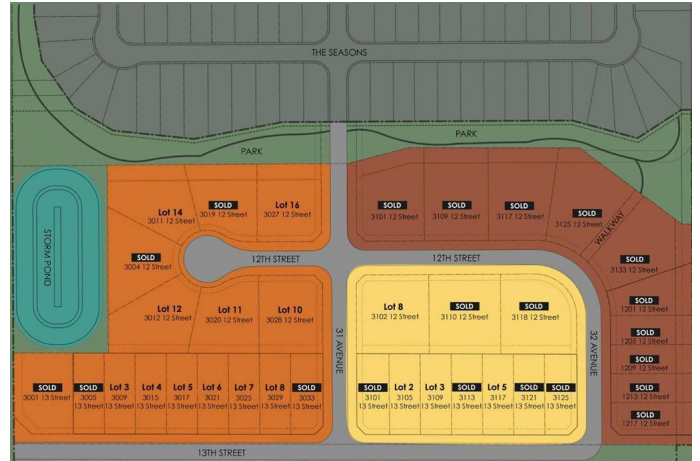 THE SEASONS
PARK
PARK
Lot 14
3011 12 Street
SOLD
3019 12 Street
Lot 16
3027 12 Street
SOLD
3101 12 Street
SOLD
3109 12 Street
SOLD
3117 12 Street
SOLD
3125 12 Street
WALKWAY
STORM POND
SOLD
3004 12 Street
12TH STREET
12TH STREET
SOLD
3133 12 Street
Lot 12
3012 12 Street
Lot 11
3020 12 Street
Lot 10
3028 12 Street
31 AVENUE
Lot 8
3102 12 Street
SOLD
3110 12 Street
SOLD
3118 12 Street
32 AVENUE
SOLD
1201 12 Street
SOLD
1205 12 Street
SOLD
1209 12 Street
SOLD
1213 12 Street
SOLD
1217 12 Street
SOLD
3001 13 Street
SOLD
3005
13 Street
Lot 3
3009
13 Street
Lot 4
3015
13 Street
Lot 5
3017
13 Street
Lot 6
3021
13 Street
Lot 7
3025
13 Street
Lot 8
3029
13 Street
SOLD
3033
13 Street
SOLD
3101
13 Street
Lot 2
3105
13 Street
Lot 3
3109
13 Street
SOLD
3113
13 Street
Lot 5
3117
13 Street
SOLD
3121
13 Street
SOLD
3125
13 Street
13TH STREET